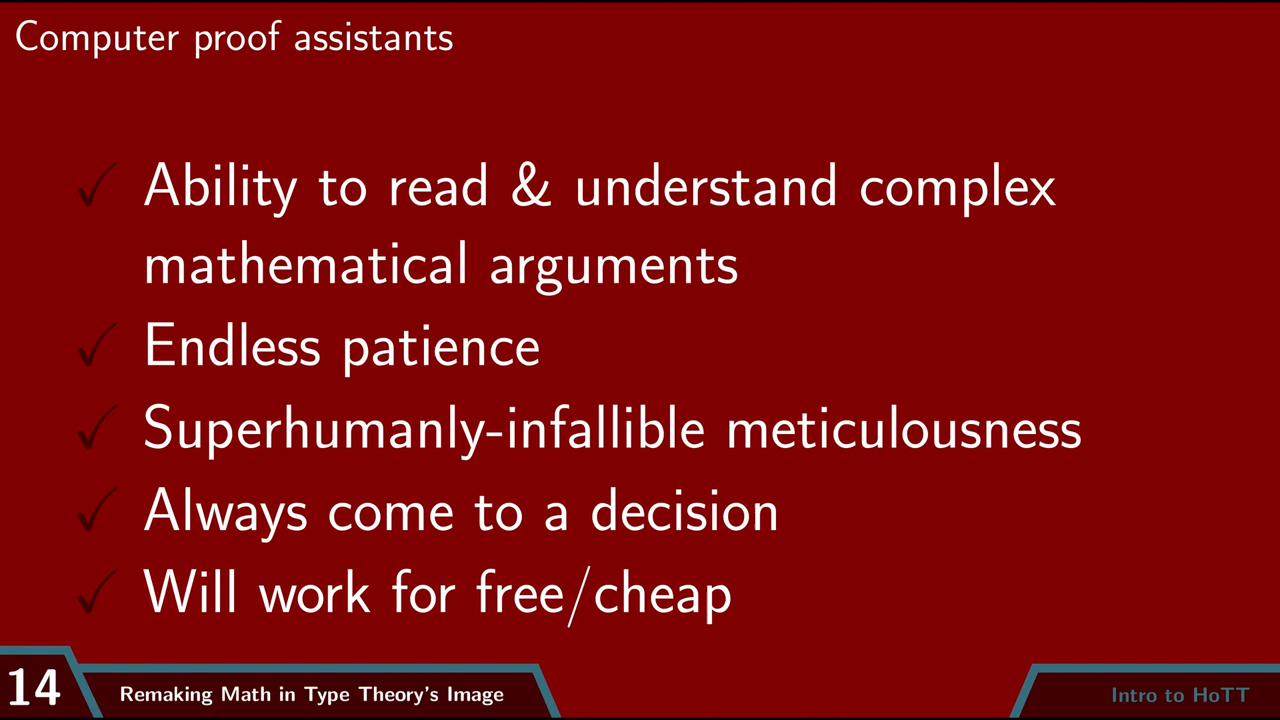 Computer proof assistants
✓ Ability to read & understand complex
mathematical arguments
✓ Endless patience
✓ Superhumanly-infallible meticulousness
✓ Always come to a decision
✓ Will work for free/cheap
14
Remaking Math in Type Theory's Image
Intro to HoTT